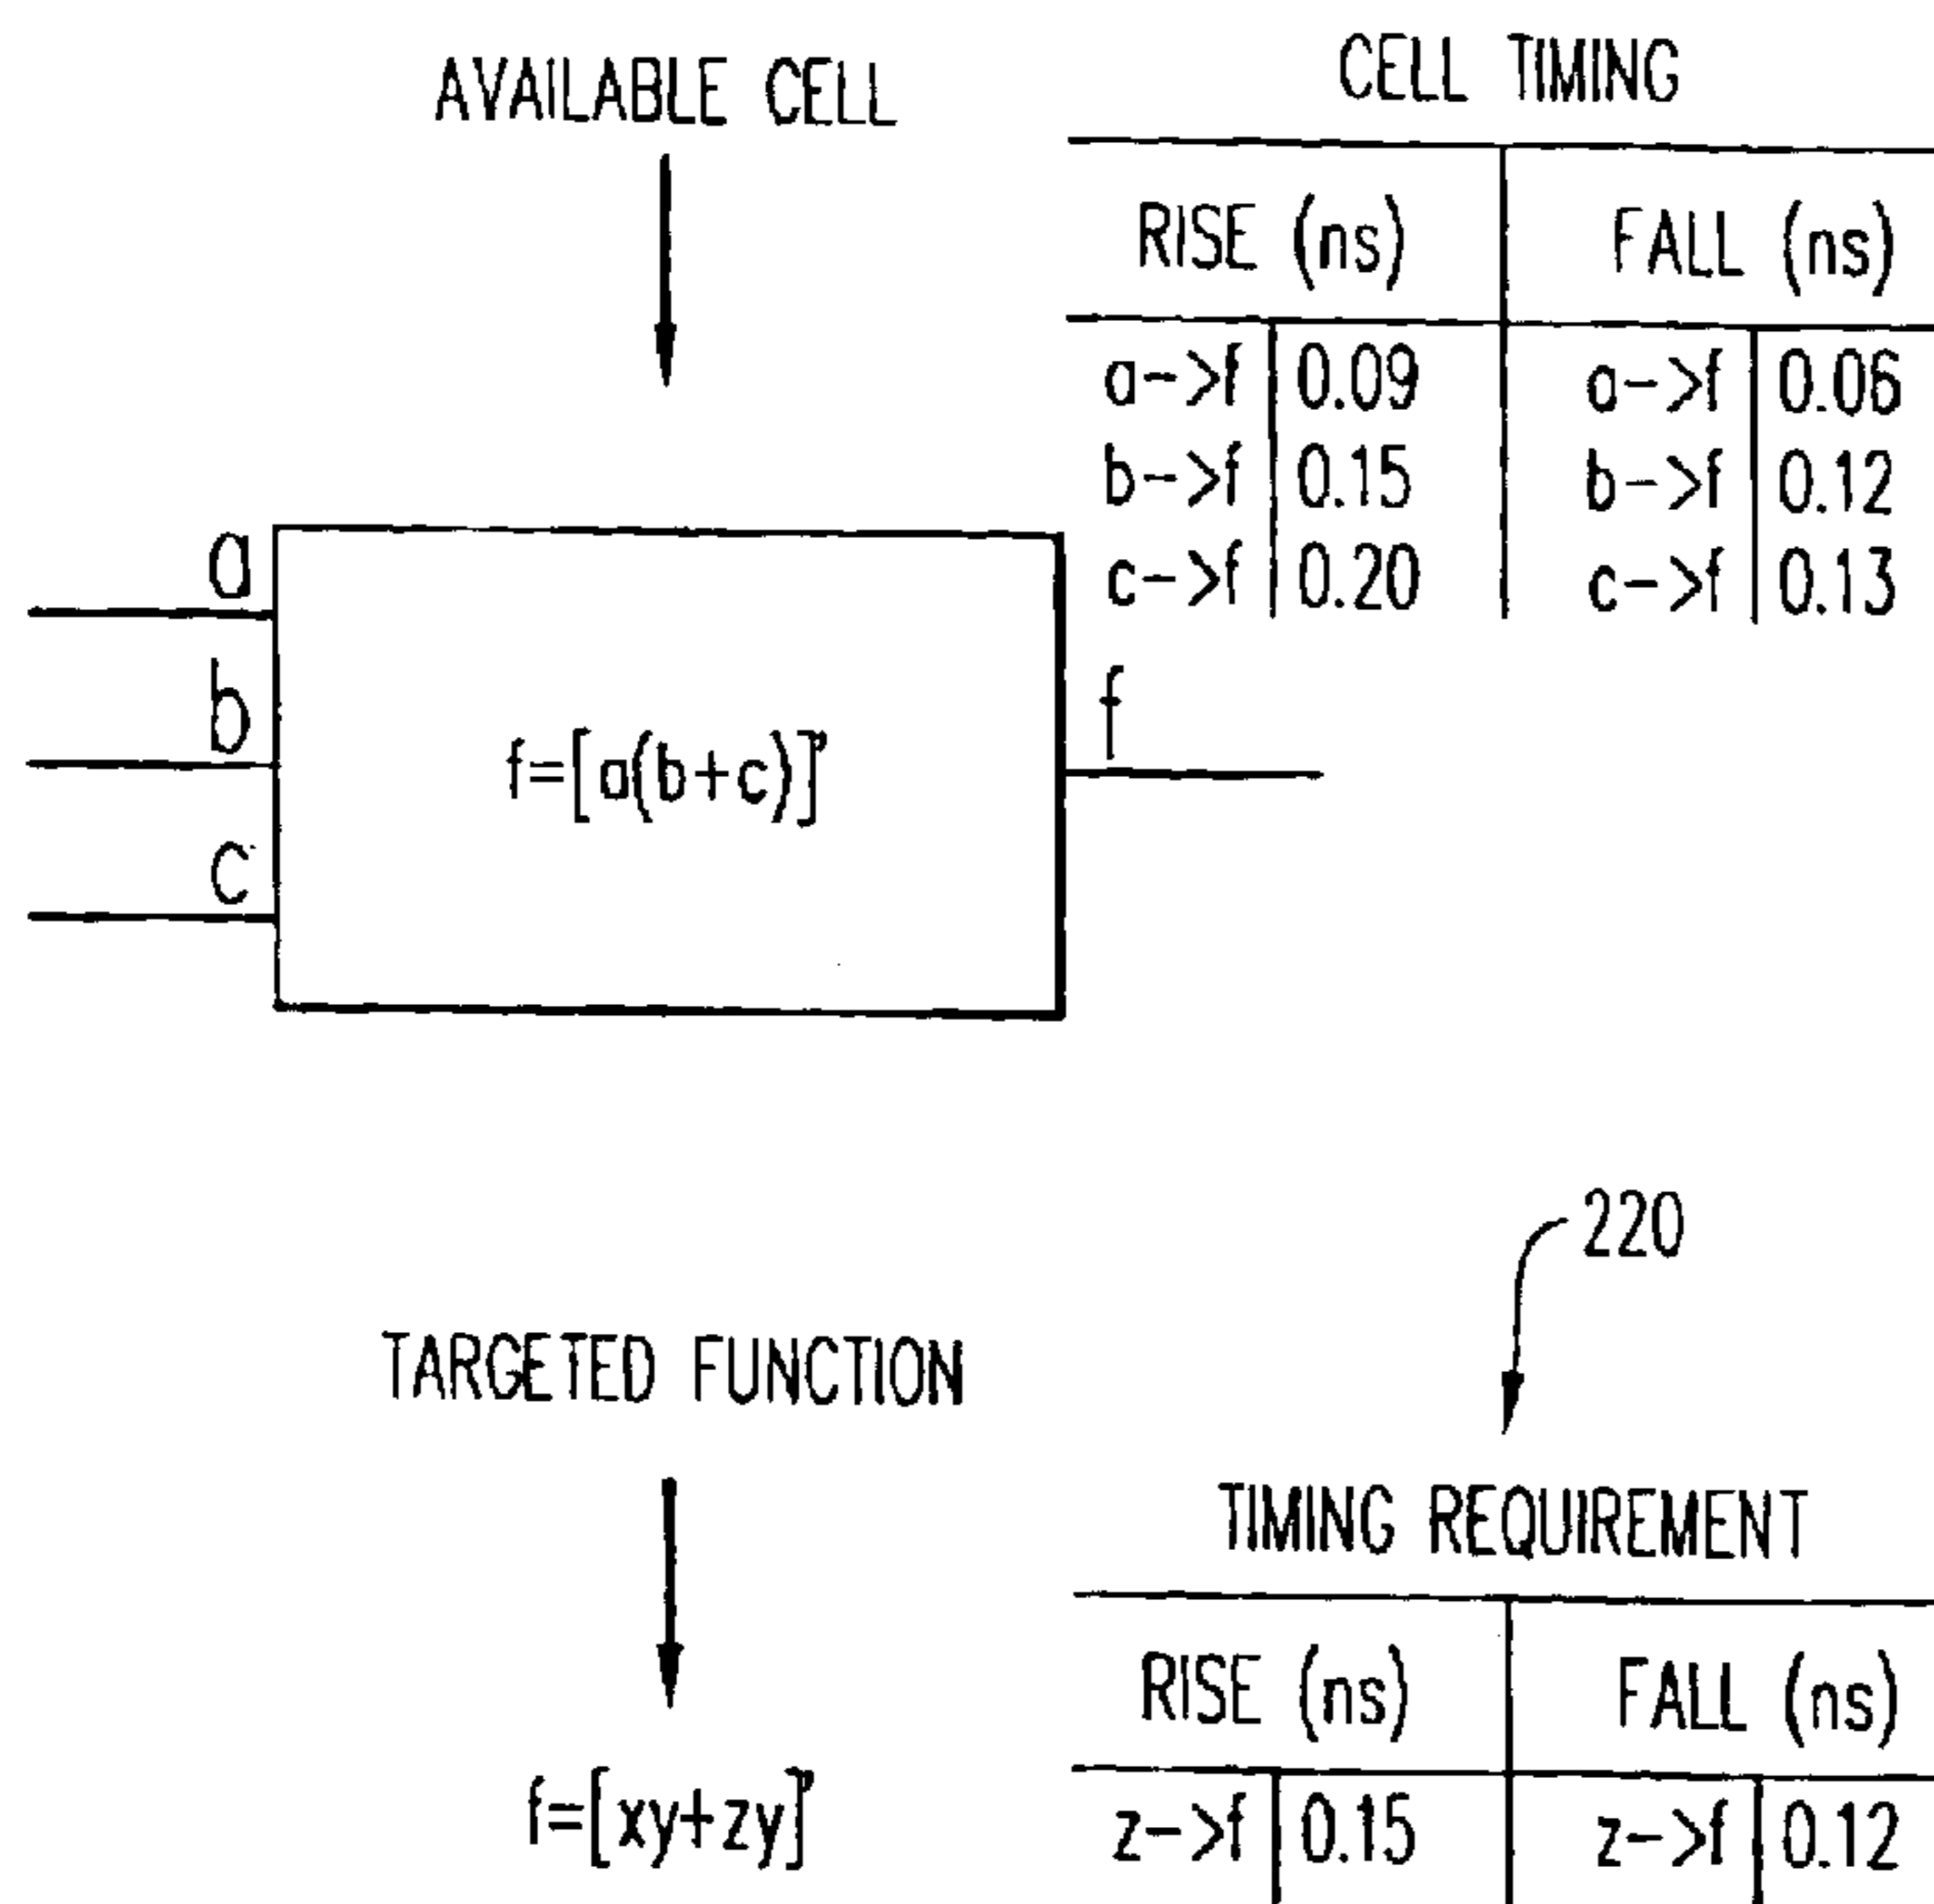 AVAILABLE CELL
CELL TIMING
RISE (ns) FALL (ns)
a->f 0.09 a->f 0.06
b->f 0.15 b->f 0.12
c->f 0.20 c->f 0.13
a
b
c
f=[a(b+c)]'
f
220
TARGETED FUNCTION
TIMING REQUIREMENT
RISE (ns) FALL (ns)
f=[xy+zy]'
z->f 0.15 z->f 0.12